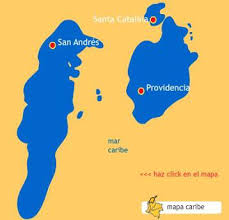 Santa Catalina
San Andrés
Providencia
mar
caribe
<<< haz click en el mapa
mapa caribe